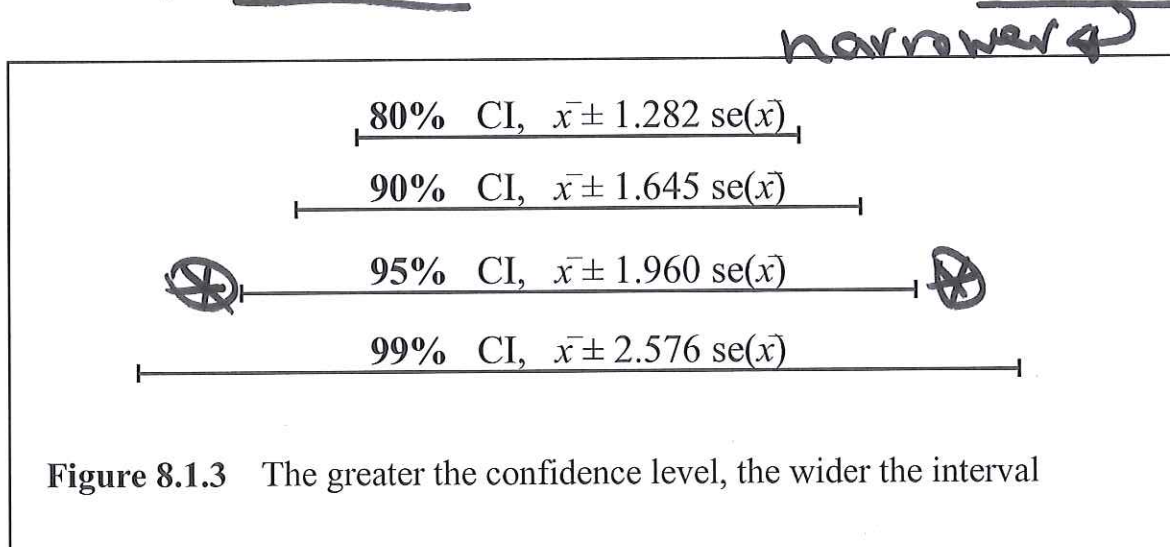 narrower
80% CI, x̄ ± 1.282 se(x̄)
90% CI, x̄ ± 1.645 se(x̄)
95% CI, x̄ ± 1.960 se(x̄)
99% CI, x̄ ± 2.576 se(x̄)
Figure 8.1.3 The greater the confidence level, the wider the interval